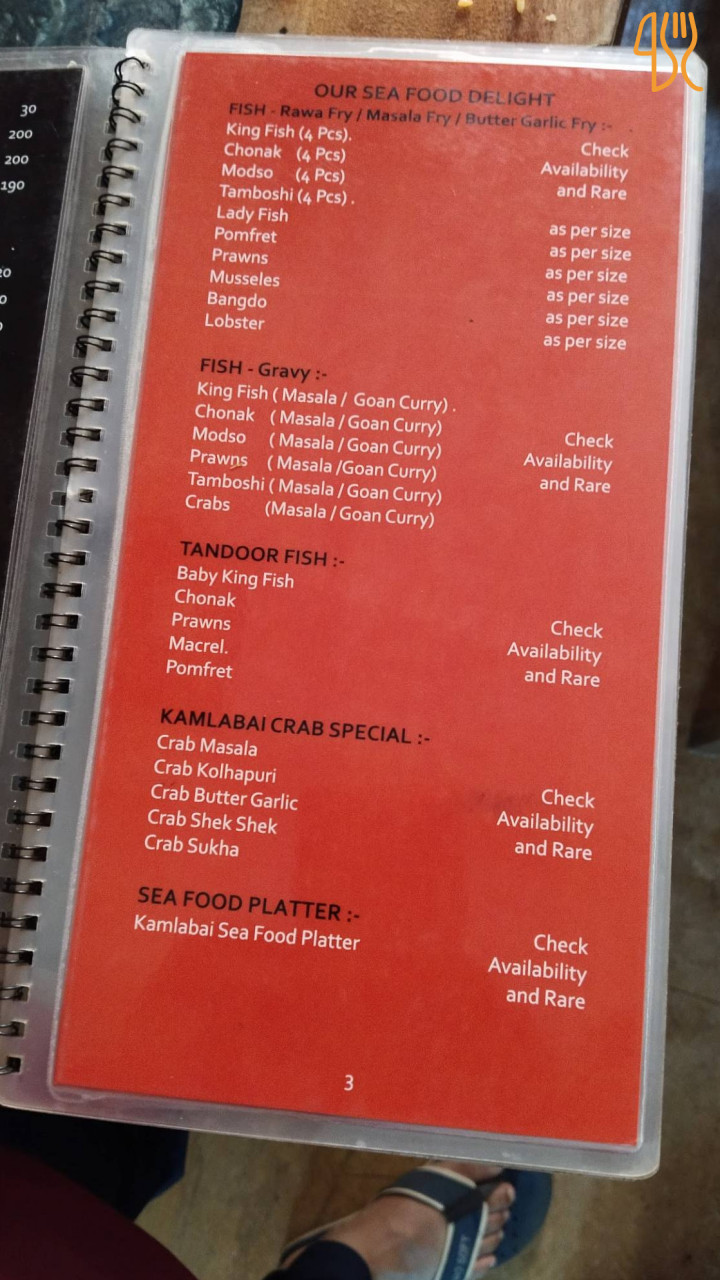 30
200
200
190
OUR SEA FOOD DELIGHT
FISH - Rawa Fry / Masala Fry / Butter Garlic Fry :-
King Fish (4 Pcs).
Chonak (4 Pcs)
Modso (4 Pcs)
Tamboshi (4 Pcs) .
Check
Availability
and Rare
Lady Fish as per size
Pomfret as per size
Prawns as per size
Musseles as per size
Bangdo as per size
Lobster as per size
FISH - Gravy :-
King Fish ( Masala / Goan Curry) .
Chonak ( Masala / Goan Curry)
Modso ( Masala / Goan Curry)
Prawns ( Masala /Goan Curry)
Tamboshi ( Masala / Goan Curry)
Crabs (Masala / Goan Curry)
Check
Availability
and Rare
TANDOOR FISH :-
Baby King Fish
Chonak
Prawns
Macrel.
Pomfret
Check
Availability
and Rare
KAMLABAI CRAB SPECIAL :-
Crab Masala
Crab Kolhapuri
Crab Butter Garlic
Crab Shek Shek
Crab Sukha
Check
Availability
and Rare
SEA FOOD PLATTER :-
Kamlabai Sea Food Platter
Check
Availability
and Rare
3